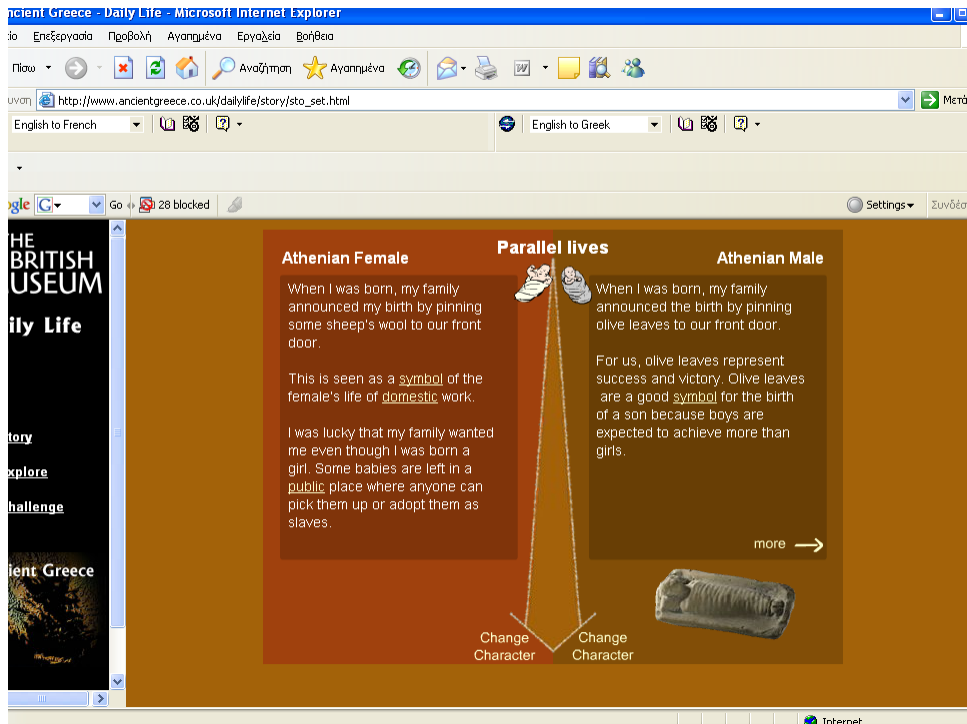 ncient Greece - Daily Life - Microsoft Internet Explorer
ίο Επεξεργασία Προβολή Αγαπημένα Εργαλεία Βοήθεια
Πίσω Αναζήτηση Αγαπημένα
υνση http://www.ancientgreece.co.uk/dailylife/story/sto_set.html Μετά
English to French English to Greek
gle Go 28 blocked Settings Συνδέσ
THE
BRITISH
USEUM
ily Life
tory
xplore
hallenge
ient Greece
Parallel lives
Athenian Female
When I was born, my family
announced my birth by pinning
some sheep's wool to our front
door.
This is seen as a symbol of the
female's life of domestic work.
I was lucky that my family wanted
me even though I was born a
girl. Some babies are left in a
public place where anyone can
pick them up or adopt them as
slaves.
Athenian Male
When I was born, my family
announced the birth by pinning
olive leaves to our front door.
For us, olive leaves represent
success and victory. Olive leaves
are a good symbol for the birth
of a son because boys are
expected to achieve more than
girls.
more
Change
Character
Change
Character
Internet